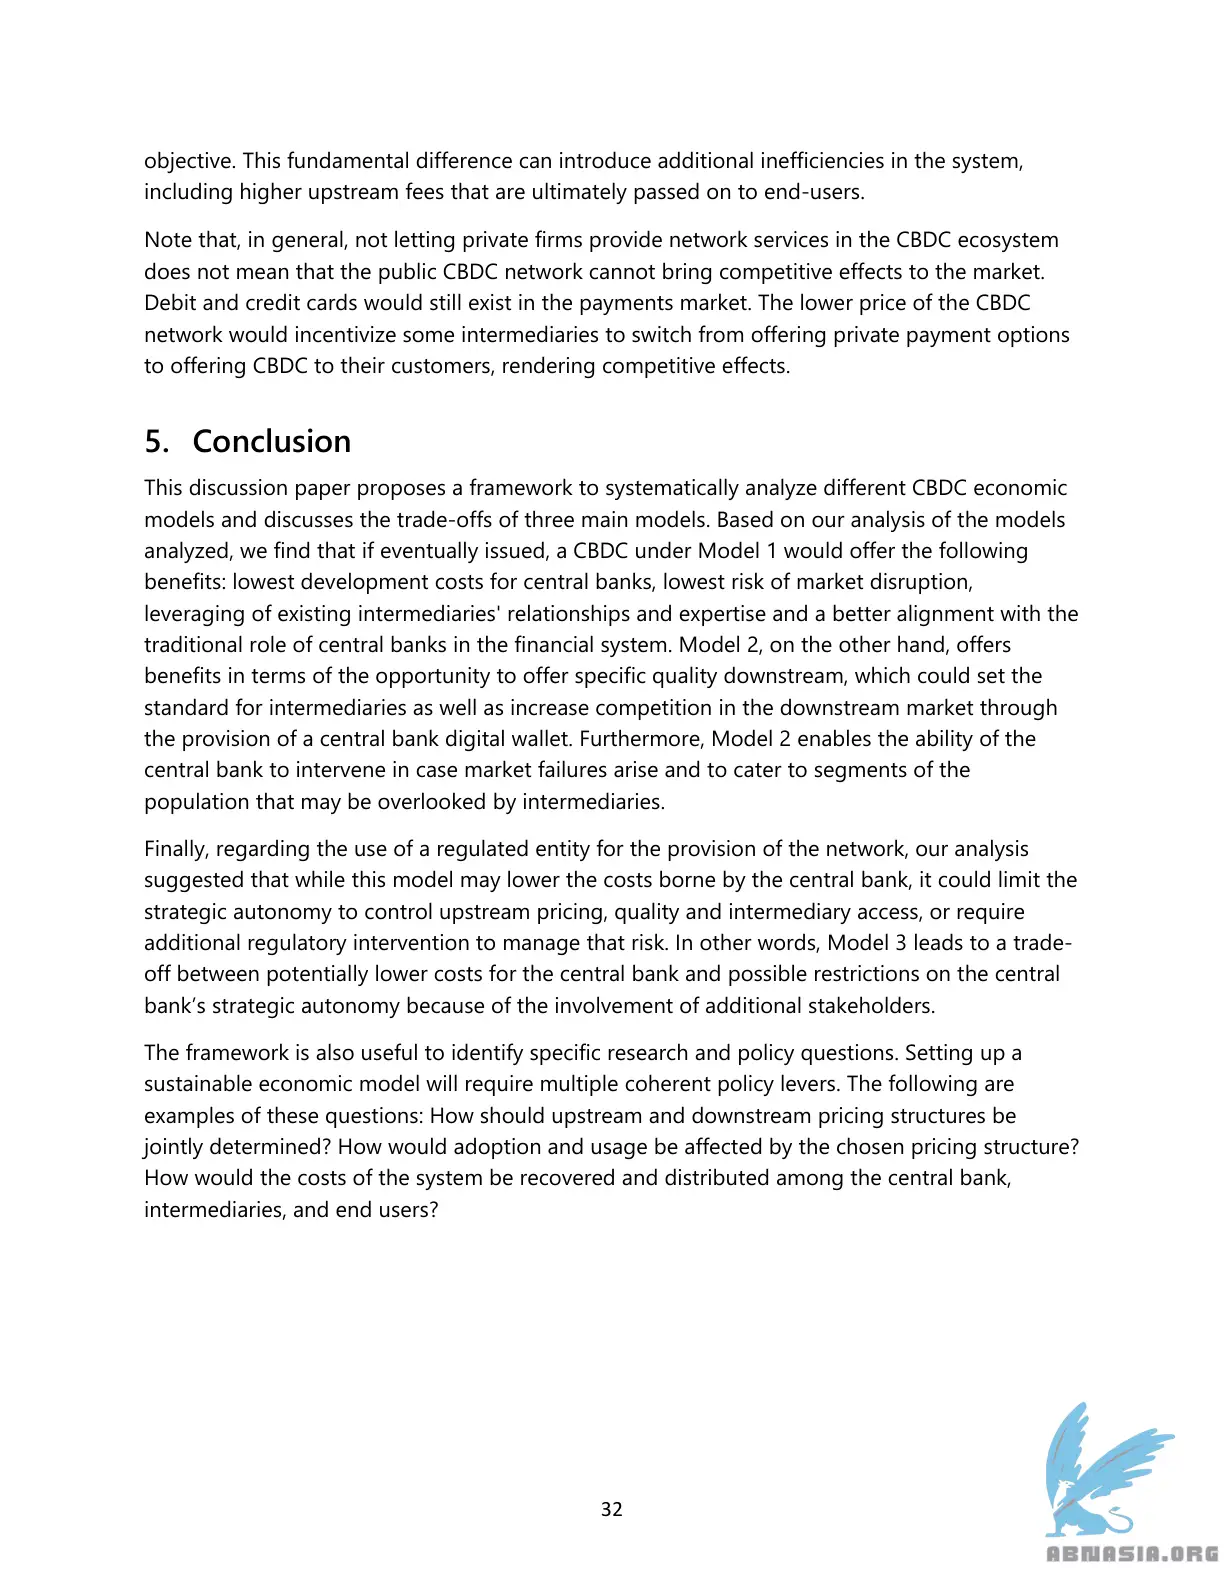 objective. This fundamental difference can introduce additional inefficiencies in the system,
including higher upstream fees that are ultimately passed on to end-users.
Note that, in general, not letting private firms provide network services in the CBDC ecosystem
does not mean that the public CBDC network cannot bring competitive effects to the market.
Debit and credit cards would still exist in the payments market. The lower price of the CBDC
network would incentivize some intermediaries to switch from offering private payment options
to offering CBDC to their customers, rendering competitive effects.
5. Conclusion
This discussion paper proposes a framework to systematically analyze different CBDC economic
models and discusses the trade-offs of three main models. Based on our analysis of the models
analyzed, we find that if eventually issued, a CBDC under Model 1 would offer the following
benefits: lowest development costs for central banks, lowest risk of market disruption,
leveraging of existing intermediaries' relationships and expertise and a better alignment with the
traditional role of central banks in the financial system. Model 2, on the other hand, offers
benefits in terms of the opportunity to offer specific quality downstream, which could set the
standard for intermediaries as well as increase competition in the downstream market through
the provision of a central bank digital wallet. Furthermore, Model 2 enables the ability of the
central bank to intervene in case market failures arise and to cater to segments of the
population that may be overlooked by intermediaries.
Finally, regarding the use of a regulated entity for the provision of the network, our analysis
suggested that while this model may lower the costs borne by the central bank, it could limit the
strategic autonomy to control upstream pricing, quality and intermediary access, or require
additional regulatory intervention to manage that risk. In other words, Model 3 leads to a trade-
off between potentially lower costs for the central bank and possible restrictions on the central
bank’s strategic autonomy because of the involvement of additional stakeholders.
The framework is also useful to identify specific research and policy questions. Setting up a
sustainable economic model will require multiple coherent policy levers. The following are
examples of these questions: How should upstream and downstream pricing structures be
jointly determined? How would adoption and usage be affected by the chosen pricing structure?
How would the costs of the system be recovered and distributed among the central bank,
intermediaries, and end users?
32
ABNASIA.ORG